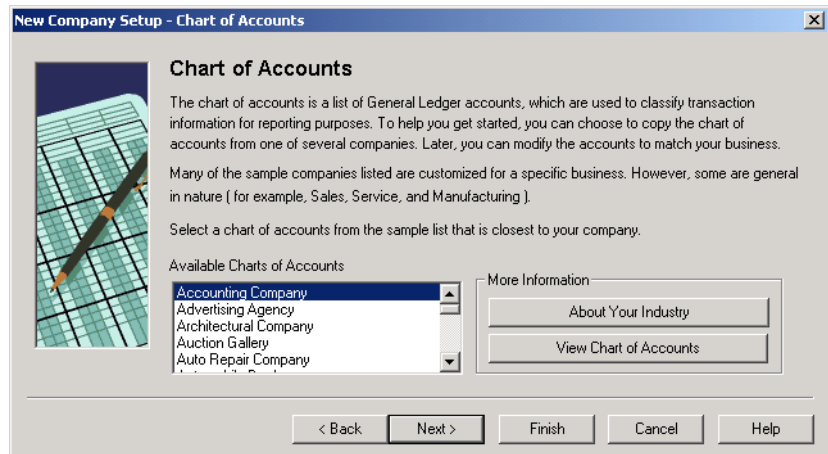 New Company Setup - Chart of Accounts
Chart of Accounts
The chart of accounts is a list of General Ledger accounts, which are used to classify transaction
information for reporting purposes. To help you get started, you can choose to copy the chart of
accounts from one of several companies. Later, you can modify the accounts to match your business.
Many of the sample companies listed are customized for a specific business. However, some are general
in nature ( for example, Sales, Service, and Manufacturing ).
Select a chart of accounts from the sample list that is closest to your company.
Available Charts of Accounts
Accounting Company
Advertising Agency
Architectural Company
Auction Gallery
Auto Repair Company
More Information
About Your Industry
View Chart of Accounts
< Back
Next >
Finish
Cancel
Help